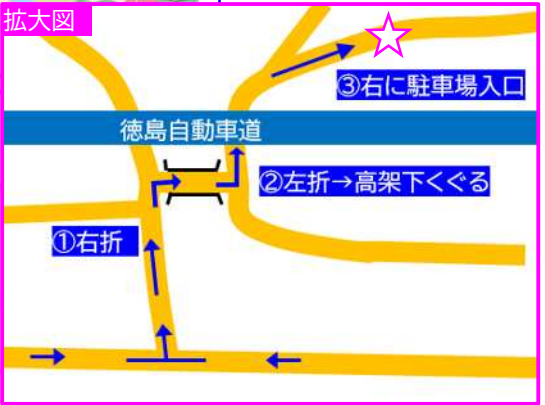 拡大図
③右に駐車場入口
徳島自動車道
②左折→高架下くぐる
①右折